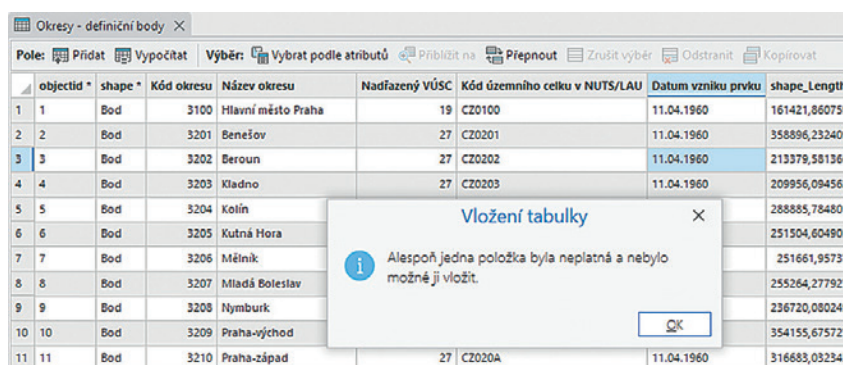 Okresy - definiční body
Pole: Přidat Vypočítat Výběr: Vybrat podle atributů Přiblížit na Přepnout Zrušit výběr Odstranit Kopírovat
objectid * shape * Kód okresu Název okresu Nadřazený VÚSC Kód územního celku v NUTS/LAU Datum vzniku prvku shape_Length
1 1 Bod 3100 Hlavní město Praha 19 CZ0100 11.04.1960 161421,86075
2 2 Bod 3201 Benešov 27 CZ0201 11.04.1960 358896,23240
3 3 Bod 3202 Beroun 27 CZ0202 11.04.1960 213379,58136
4 4 Bod 3203 Kladno 27 CZ0203 11.04.1960 209956,09456
5 5 Bod 3204 Kolín 288885,78480
6 6 Bod 3205 Kutná Hora 251504,60490
7 7 Bod 3206 Mělník 251661,9573
8 8 Bod 3207 Mladá Boleslav 255264,27792
9 9 Bod 3208 Nymburk 236720,08024
10 10 Bod 3209 Praha-východ 354155,67572
11 11 Bod 3210 Praha-západ 27 CZ020A 11.04.1960 316683,03234
Vložení tabulky
Alespoň jedna položka byla neplatná a nebylo
možné ji vložit.
OK